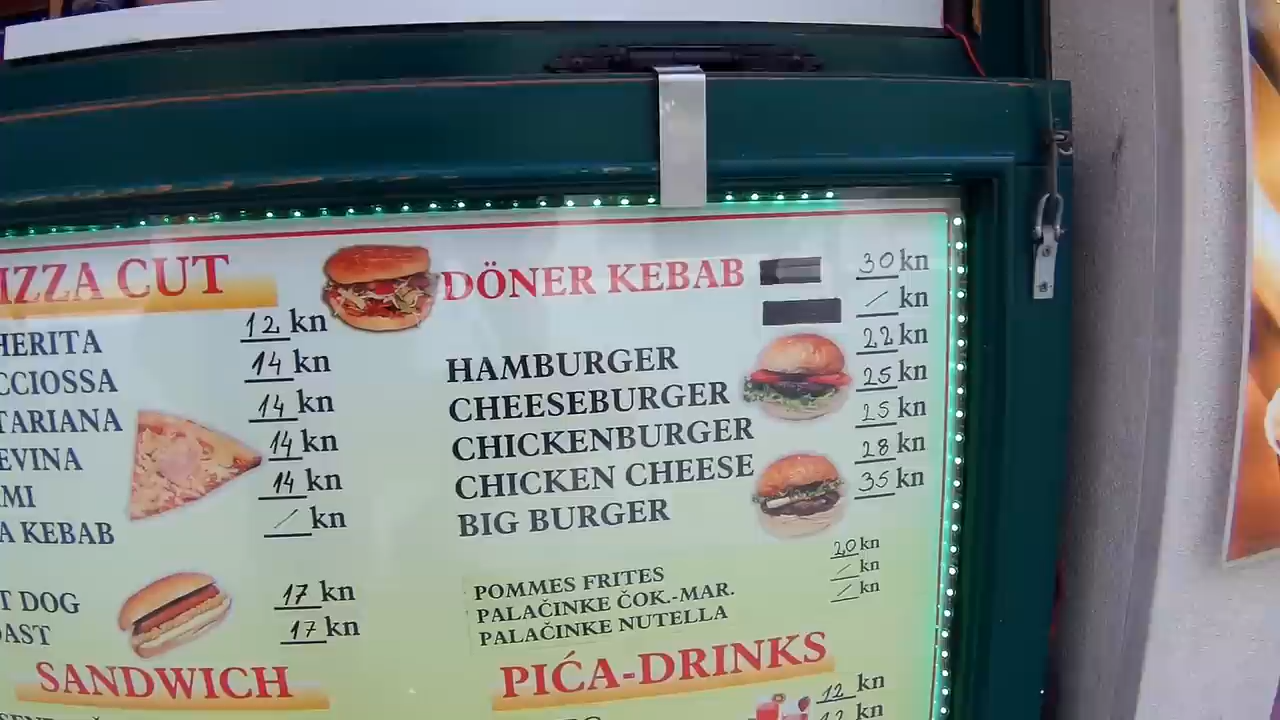 IZZA CUT
HERITA 12 kn
CCIOSSA 14 kn
TARIANA 14 kn
EVINA 14 kn
MI 14 kn
A KEBAB / kn
T DOG 17 kn
OAST 17 kn
SANDWICH
DÖNER KEBAB 30 kn
/ kn
HAMBURGER 22 kn
CHEESEBURGER 25 kn
CHICKENBURGER 25 kn
CHICKEN CHEESE 28 kn
BIG BURGER 35 kn
POMMES FRITES 20 kn
PALAČINKE ČOK.-MAR. / kn
PALAČINKE NUTELLA / kn
PIĆA-DRINKS
12 kn
12 kn